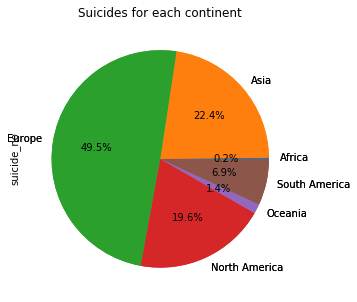 Suicides for each continent
Asia
22.4%
Europe
49.5%
0.2%
Africa
6.9%
South America
1.4%
Oceania
19.6%
North America